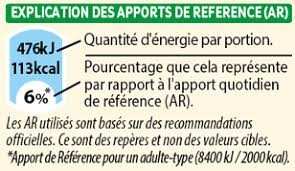 EXPLICATION DES APPORTS DE REFERENCE (AR)
476kJ
113kcal
6%*
Quantité d'énergie par portion.
Pourcentage que cela représente
par rapport à l'apport quotidien
de référence (AR).
Les AR utilisés sont basés sur des recommandations
officielles. Ce sont des repères et non des valeurs cibles.
*Apport de Référence pour un adulte-type (8400 kJ / 2000 kcal).